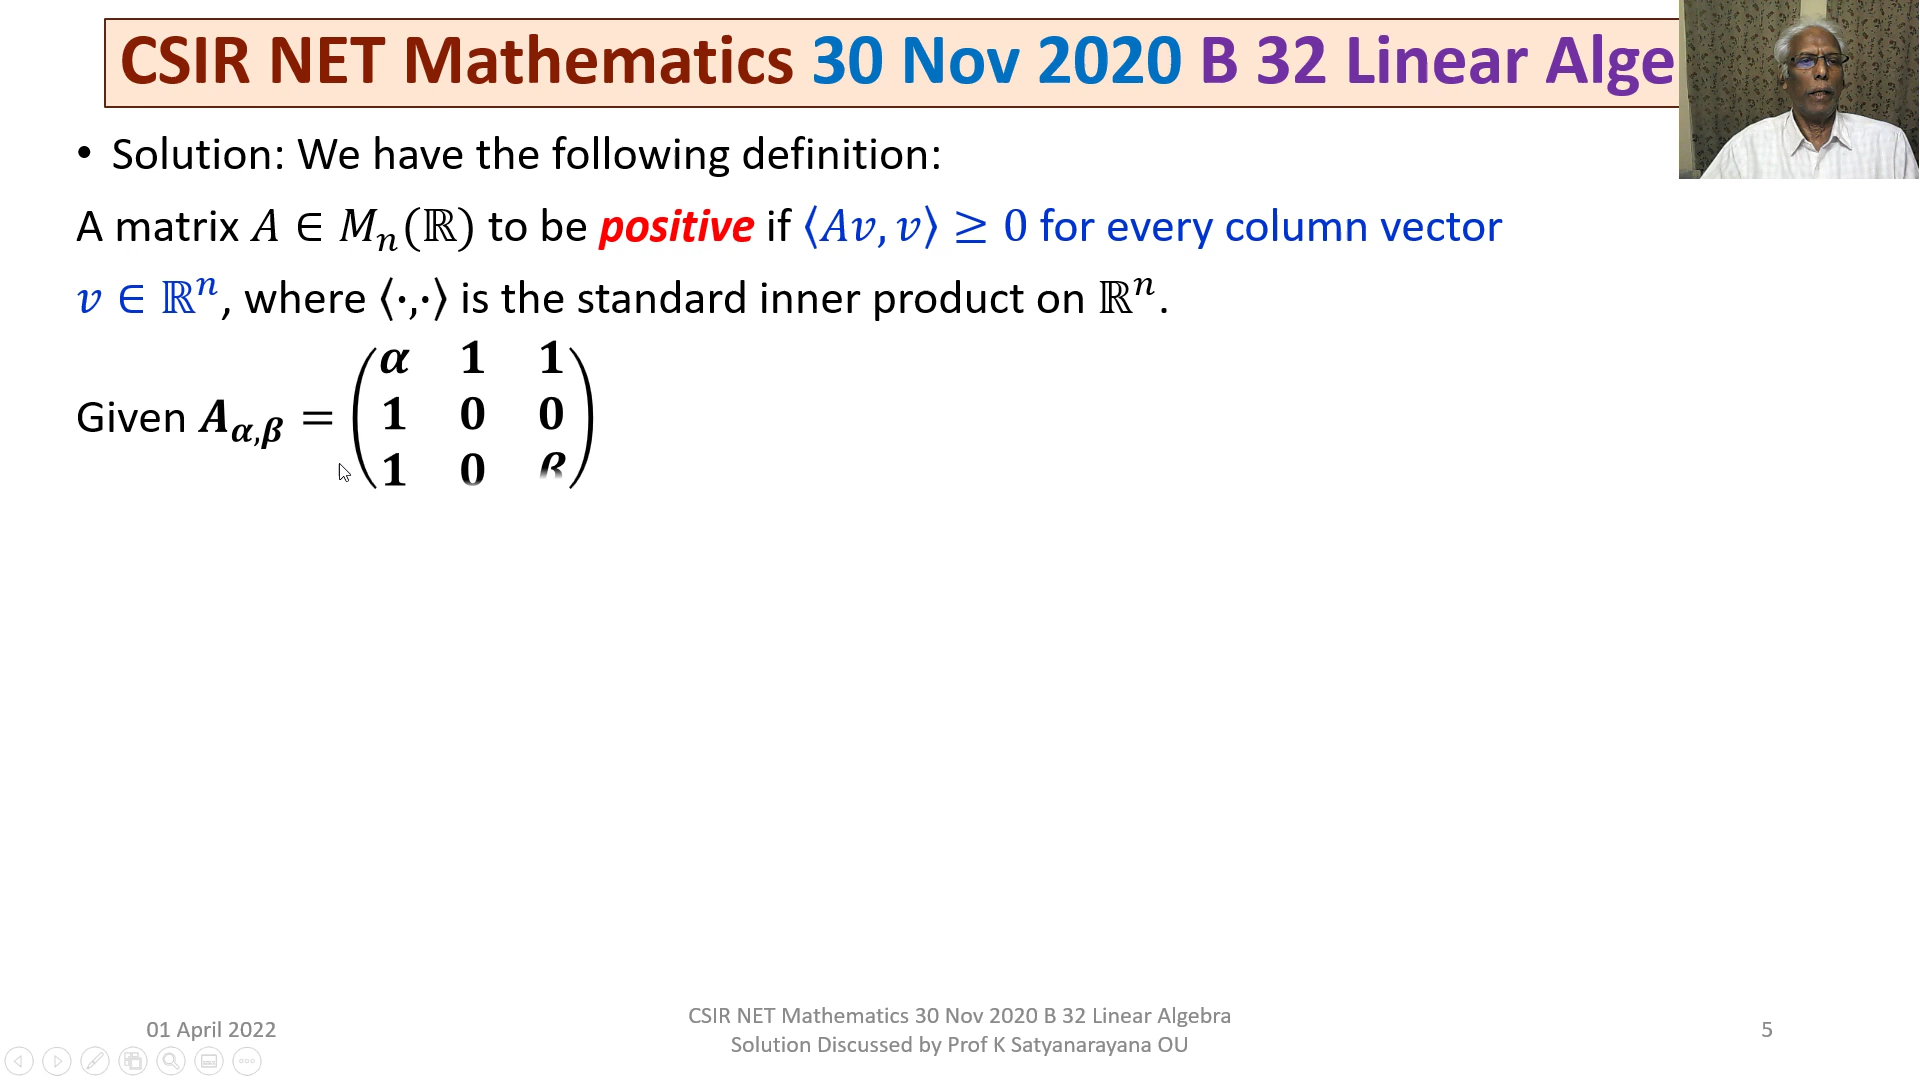 CSIR NET Mathematics 30 Nov 2020 B 32 Linear Alge
• Solution: We have the following definition:
A matrix 𝐴 ∈ 𝑀ₙ(ℝ) to be positive if ⟨𝐴𝑣, 𝑣⟩ ≥ 0 for every column vector
𝑣 ∈ ℝⁿ, where ⟨·,·⟩ is the standard inner product on ℝⁿ.
α 1 1
Given A_{α,β} = 1 0 0
1 0 β
01 April 2022
CSIR NET Mathematics 30 Nov 2020 B 32 Linear Algebra
Solution Discussed by Prof K Satyanarayana OU
5